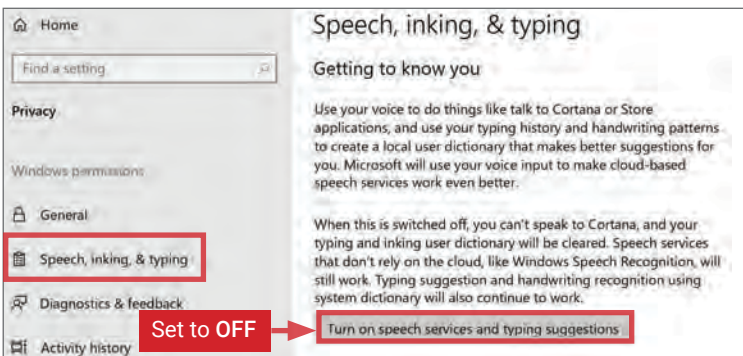 Home
Find a setting
Privacy
Windows permissions
General
Speech, inking, & typing
Diagnostics & feedback
Activity history
Set to OFF
Speech, inking, & typing
Getting to know you
Use your voice to do things like talk to Cortana or Store
applications, and use your typing history and handwriting patterns
to create a local user dictionary that makes better suggestions for
you. Microsoft will use your voice input to make cloud-based
speech services work even better.
When this is switched off, you can't speak to Cortana, and your
typing and inking user dictionary will be cleared. Speech services
that don't rely on the cloud, like Windows Speech Recognition, will
still work. Typing suggestion and handwriting recognition using
system dictionary will also continue to work.
Turn on speech services and typing suggestions